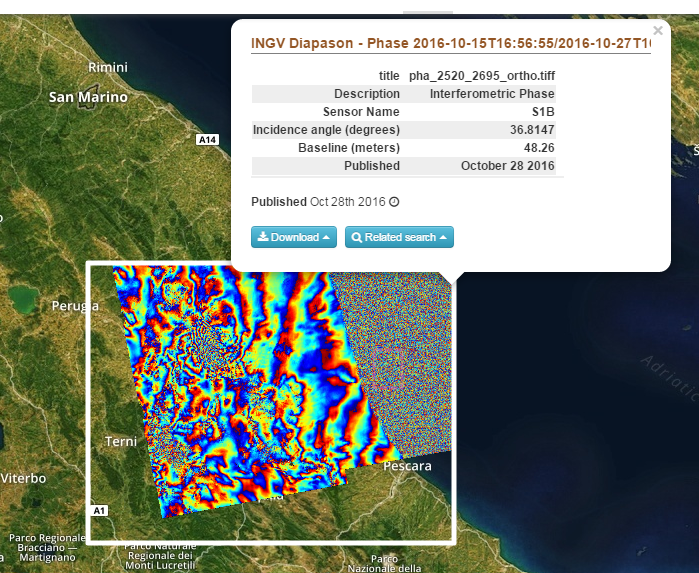 ×
INGV Diapason - Phase 2016-10-15T16:56:55/2016-10-27T1
title pha_2520_2695_ortho.tiff
Description Interferometric Phase
Sensor Name S1B
Incidence angle (degrees) 36.8147
Baseline (meters) 48.26
Published October 28 2016
Published Oct 28th 2016
Download Related search
Rimini
San Marino
A14
Perugia
Adriatic
Terni
Pescara
Viterbo
A1
Parco Regionale
Bracciano —
Martignano
Parco Naturale
Regionale dei
Monti Lucretili
Parco
Nazionale della